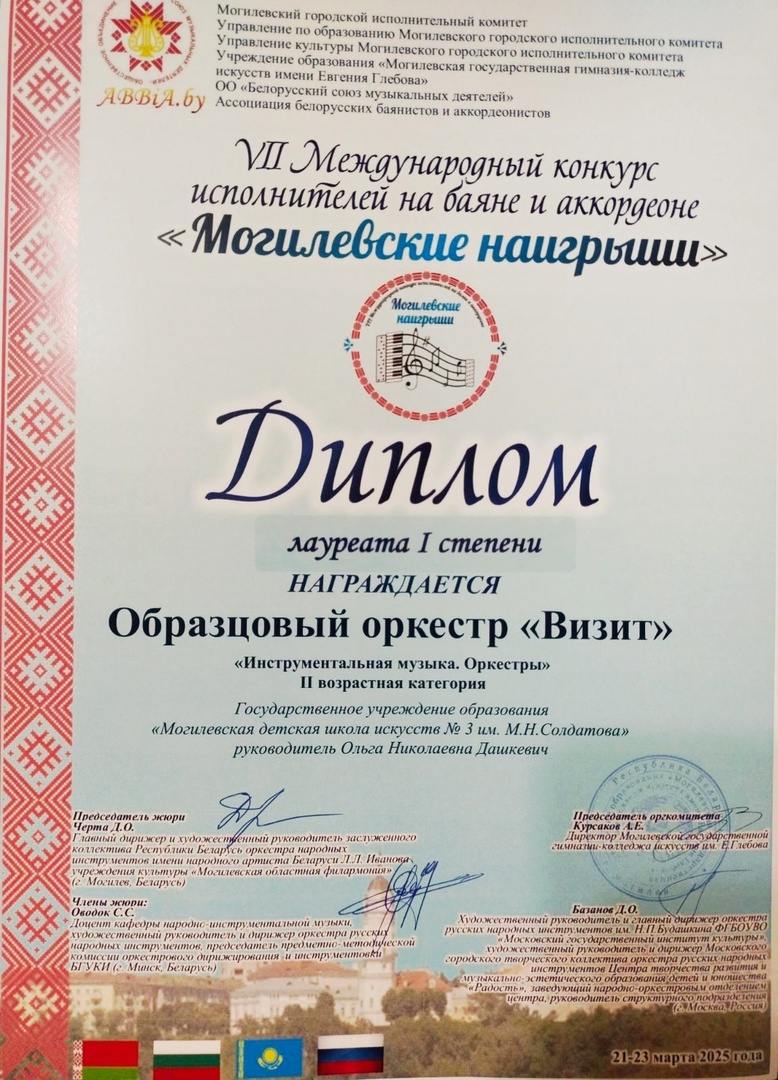 Могилевский городской исполнительный комитет
Управление по образованию Могилевского городского исполнительного комитета
Управление культуры Могилевского городского исполнительного комитета
Учреждение образования «Могилевская государственная гимназия-колледж
искусств имени Евгения Глебова»
ОО «Белорусский союз музыкальных деятелей»
Ассоциация белорусских баянистов и аккордеонистов
ABBiA.by
VII Международный конкурс
исполнителей на баяне и аккордеоне
«Могилевские наигрыши»
Могилевские
наигрыши
Диплом
лауреата I степени
НАГРАЖДАЕТСЯ
Образцовый оркестр «Визит»
«Инструментальная музыка. Оркестры»
II возрастная категория
Государственное учреждение образования
«Могилевская детская школа искусств № 3 им. М.Н.Солдатова»
руководитель Ольга Николаевна Дашкевич
Председатель жюри
Черта Д.О.
Главный дирижер и художественный руководитель заслуженного
коллектива Республики Беларусь оркестра народных
инструментов имени народного артиста Беларуси Л.Л. Иванова
учреждения культуры «Могилевская областная филармония»
(г. Могилев, Беларусь)
Председатель оргкомитета
Курсаков А.Е.
Директор Могилевской государственной
гимназии-колледжа искусств им. Е.Глебова
Члены жюри:
Оводок С.С.
Доцент кафедры народно-инструментальной музыки,
художественный руководитель и дирижер оркестра русских
народных инструментов, председатель предметно-методической
комиссии оркестрового дирижирования и инструментовки
БГУКИ (г. Минск, Беларусь)
Базанов Д.О.
Художественный руководитель и главный дирижер оркестра
русских народных инструментов им. Н.П.Будашкина ФГБОУВО
«Московский государственный институт культуры»,
художественный руководитель и дирижер Московского
городского творческого коллектива оркестра русских народных
инструментов Центра творчества развития и
музыкально-эстетического образования детей и юношества
«Радость», заведующий народно-оркестровым отделением
центра, руководитель структурного подразделения
(г. Москва, Россия)
21-23 марта 2025 года